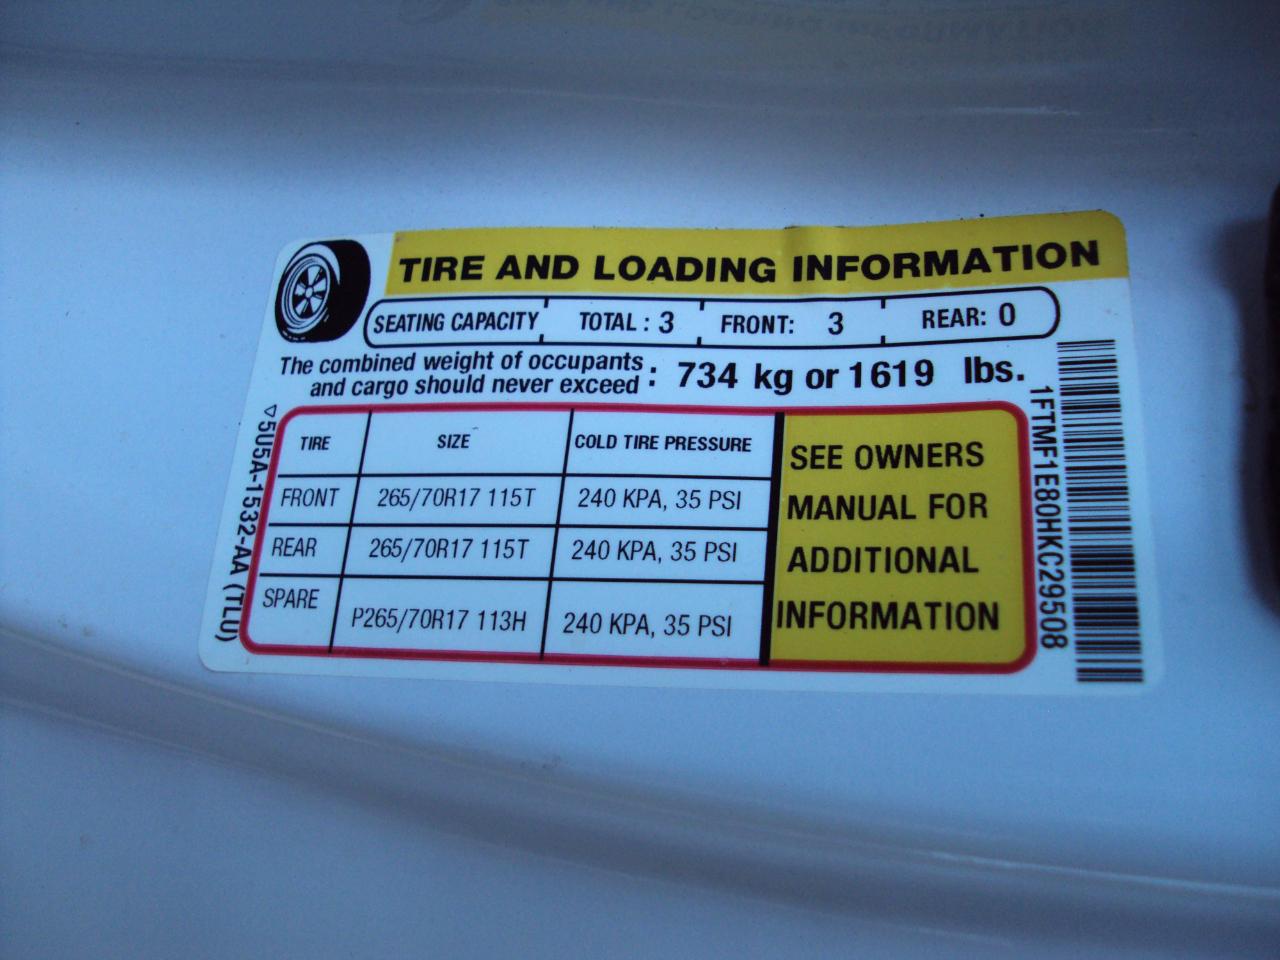 TIRE AND LOADING INFORMATION
SEATING CAPACITY TOTAL : 3 FRONT: 3 REAR: 0
The combined weight of occupants
and cargo should never exceed : 734 kg or 1619 lbs.
TIRE SIZE COLD TIRE PRESSURE
FRONT 265/70R17 115T 240 KPA, 35 PSI
REAR 265/70R17 115T 240 KPA, 35 PSI
SPARE P265/70R17 113H 240 KPA, 35 PSI
SEE OWNERS
MANUAL FOR
ADDITIONAL
INFORMATION
5U5A-1532-AA (TLU)
1FTMF1E80HKC29508